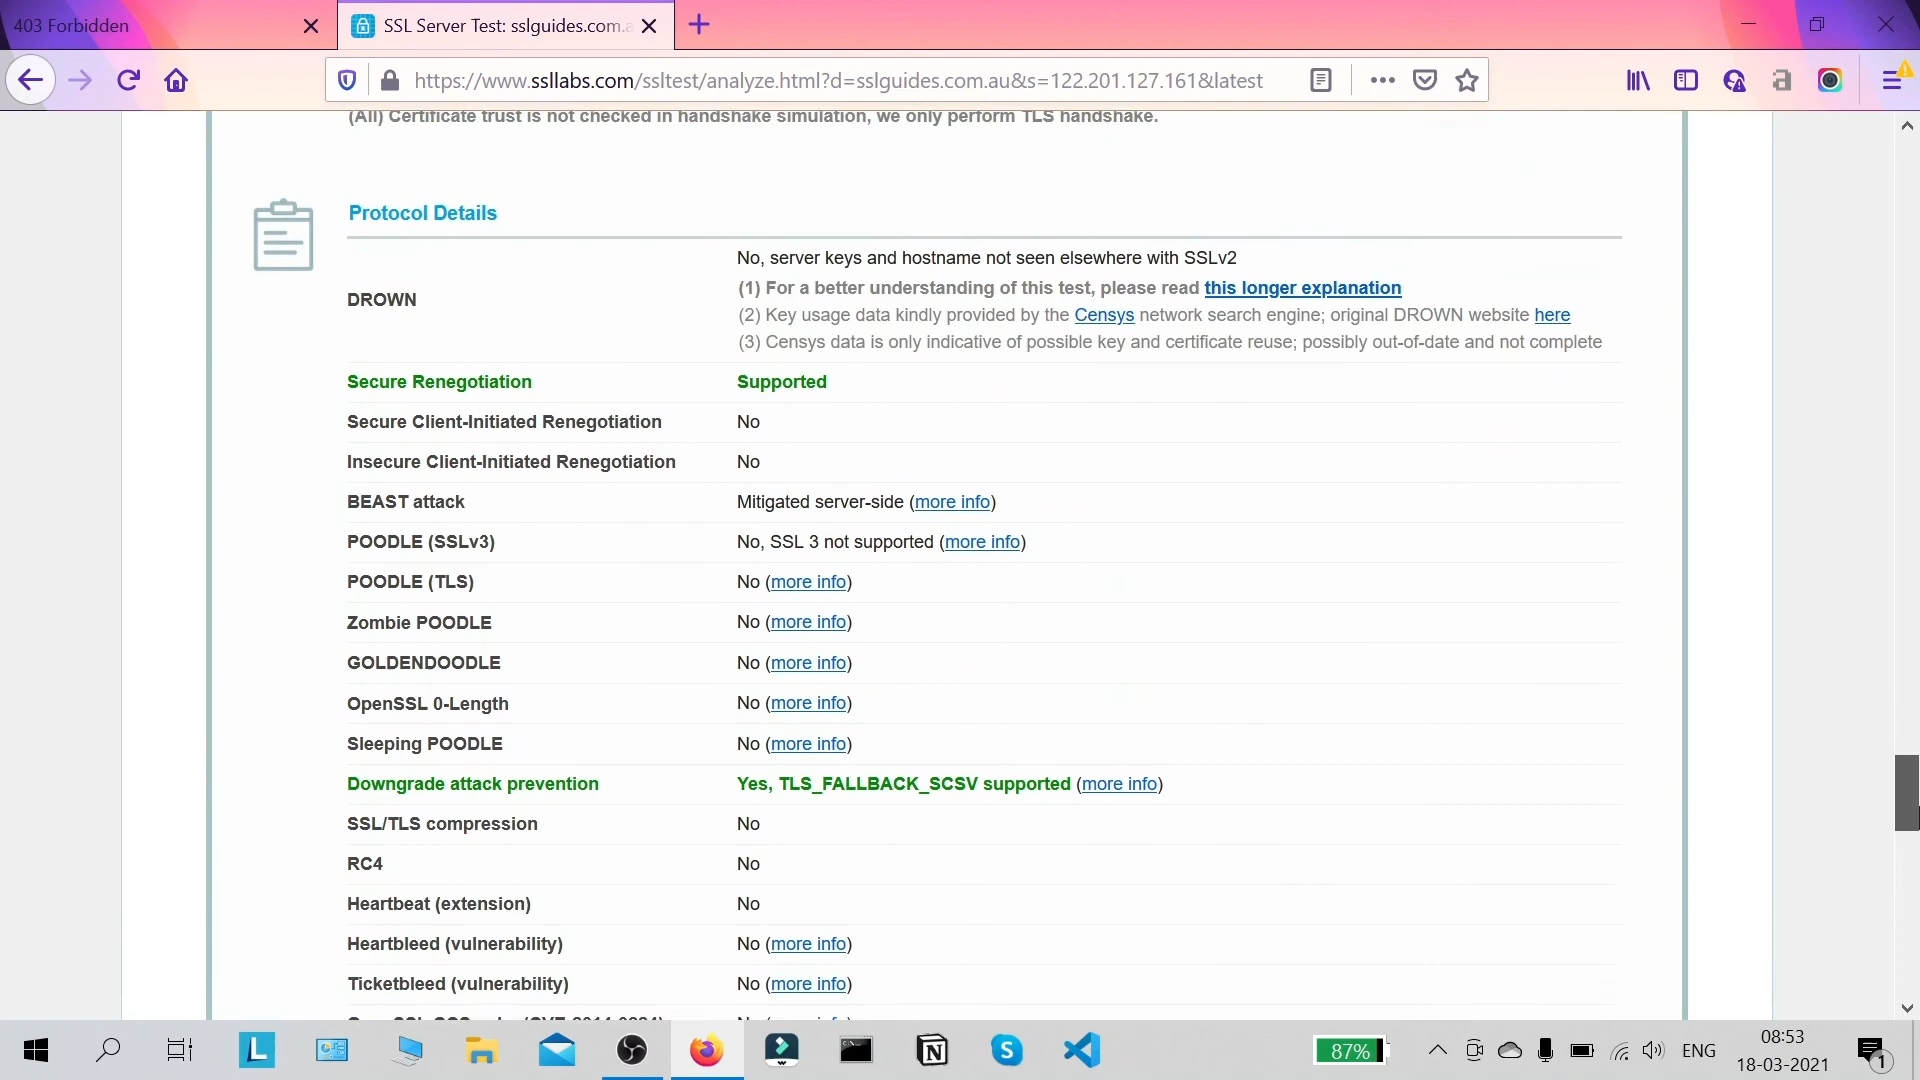 403 Forbidden
SSL Server Test: sslguides.com.a
https://www.ssllabs.com/ssltest/analyze.html?d=sslguides.com.au&s=122.201.127.161&latest
(All) Certificate trust is not checked in handshake simulation, we only perform TLS handshake.
Protocol Details
DROWN
No, server keys and hostname not seen elsewhere with SSLv2
(1) For a better understanding of this test, please read this longer explanation
(2) Key usage data kindly provided by the Censys network search engine; original DROWN website here
(3) Censys data is only indicative of possible key and certificate reuse; possibly out-of-date and not complete
Secure Renegotiation Supported
Secure Client-Initiated Renegotiation No
Insecure Client-Initiated Renegotiation No
BEAST attack Mitigated server-side (more info)
POODLE (SSLv3) No, SSL 3 not supported (more info)
POODLE (TLS) No (more info)
Zombie POODLE No (more info)
GOLDENDOODLE No (more info)
OpenSSL 0-Length No (more info)
Sleeping POODLE No (more info)
Downgrade attack prevention Yes, TLS_FALLBACK_SCSV supported (more info)
SSL/TLS compression No
RC4 No
Heartbeat (extension) No
Heartbleed (vulnerability) No (more info)
Ticketbleed (vulnerability) No (more info)
87%
ENG
08:53
18-03-2021
1